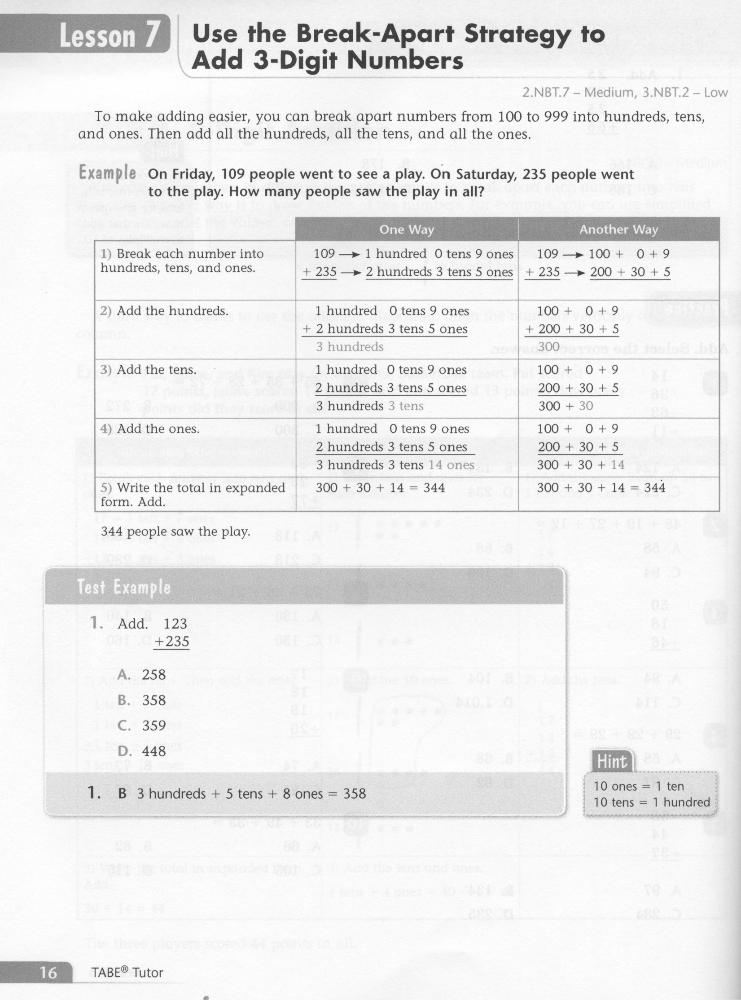 Lesson 7
Use the Break-Apart Strategy to
Add 3-Digit Numbers
2.NBT.7 – Medium, 3.NBT.2 – Low
To make adding easier, you can break apart numbers from 100 to 999 into hundreds, tens,
and ones. Then add all the hundreds, all the tens, and all the ones.
Example On Friday, 109 people went to see a play. On Saturday, 235 people went
to the play. How many people saw the play in all?
One Way Another Way
1) Break each number into
hundreds, tens, and ones.
109 → 1 hundred 0 tens 9 ones
+ 235 → 2 hundreds 3 tens 5 ones
109 → 100 + 0 + 9
+ 235 → 200 + 30 + 5
2) Add the hundreds.
1 hundred 0 tens 9 ones
+ 2 hundreds 3 tens 5 ones
3 hundreds
100 + 0 + 9
+ 200 + 30 + 5
300
3) Add the tens.
1 hundred 0 tens 9 ones
2 hundreds 3 tens 5 ones
3 hundreds 3 tens
100 + 0 + 9
200 + 30 + 5
300 + 30
4) Add the ones.
1 hundred 0 tens 9 ones
2 hundreds 3 tens 5 ones
3 hundreds 3 tens 14 ones
100 + 0 + 9
200 + 30 + 5
300 + 30 + 14
5) Write the total in expanded
form. Add.
300 + 30 + 14 = 344
300 + 30 + 14 = 344
344 people saw the play.
Test Example
1. Add. 123
+235
A. 258
B. 358
C. 359
D. 448
1. B 3 hundreds + 5 tens + 8 ones = 358
Hint
10 ones = 1 ten
10 tens = 1 hundred
16 TABE® Tutor